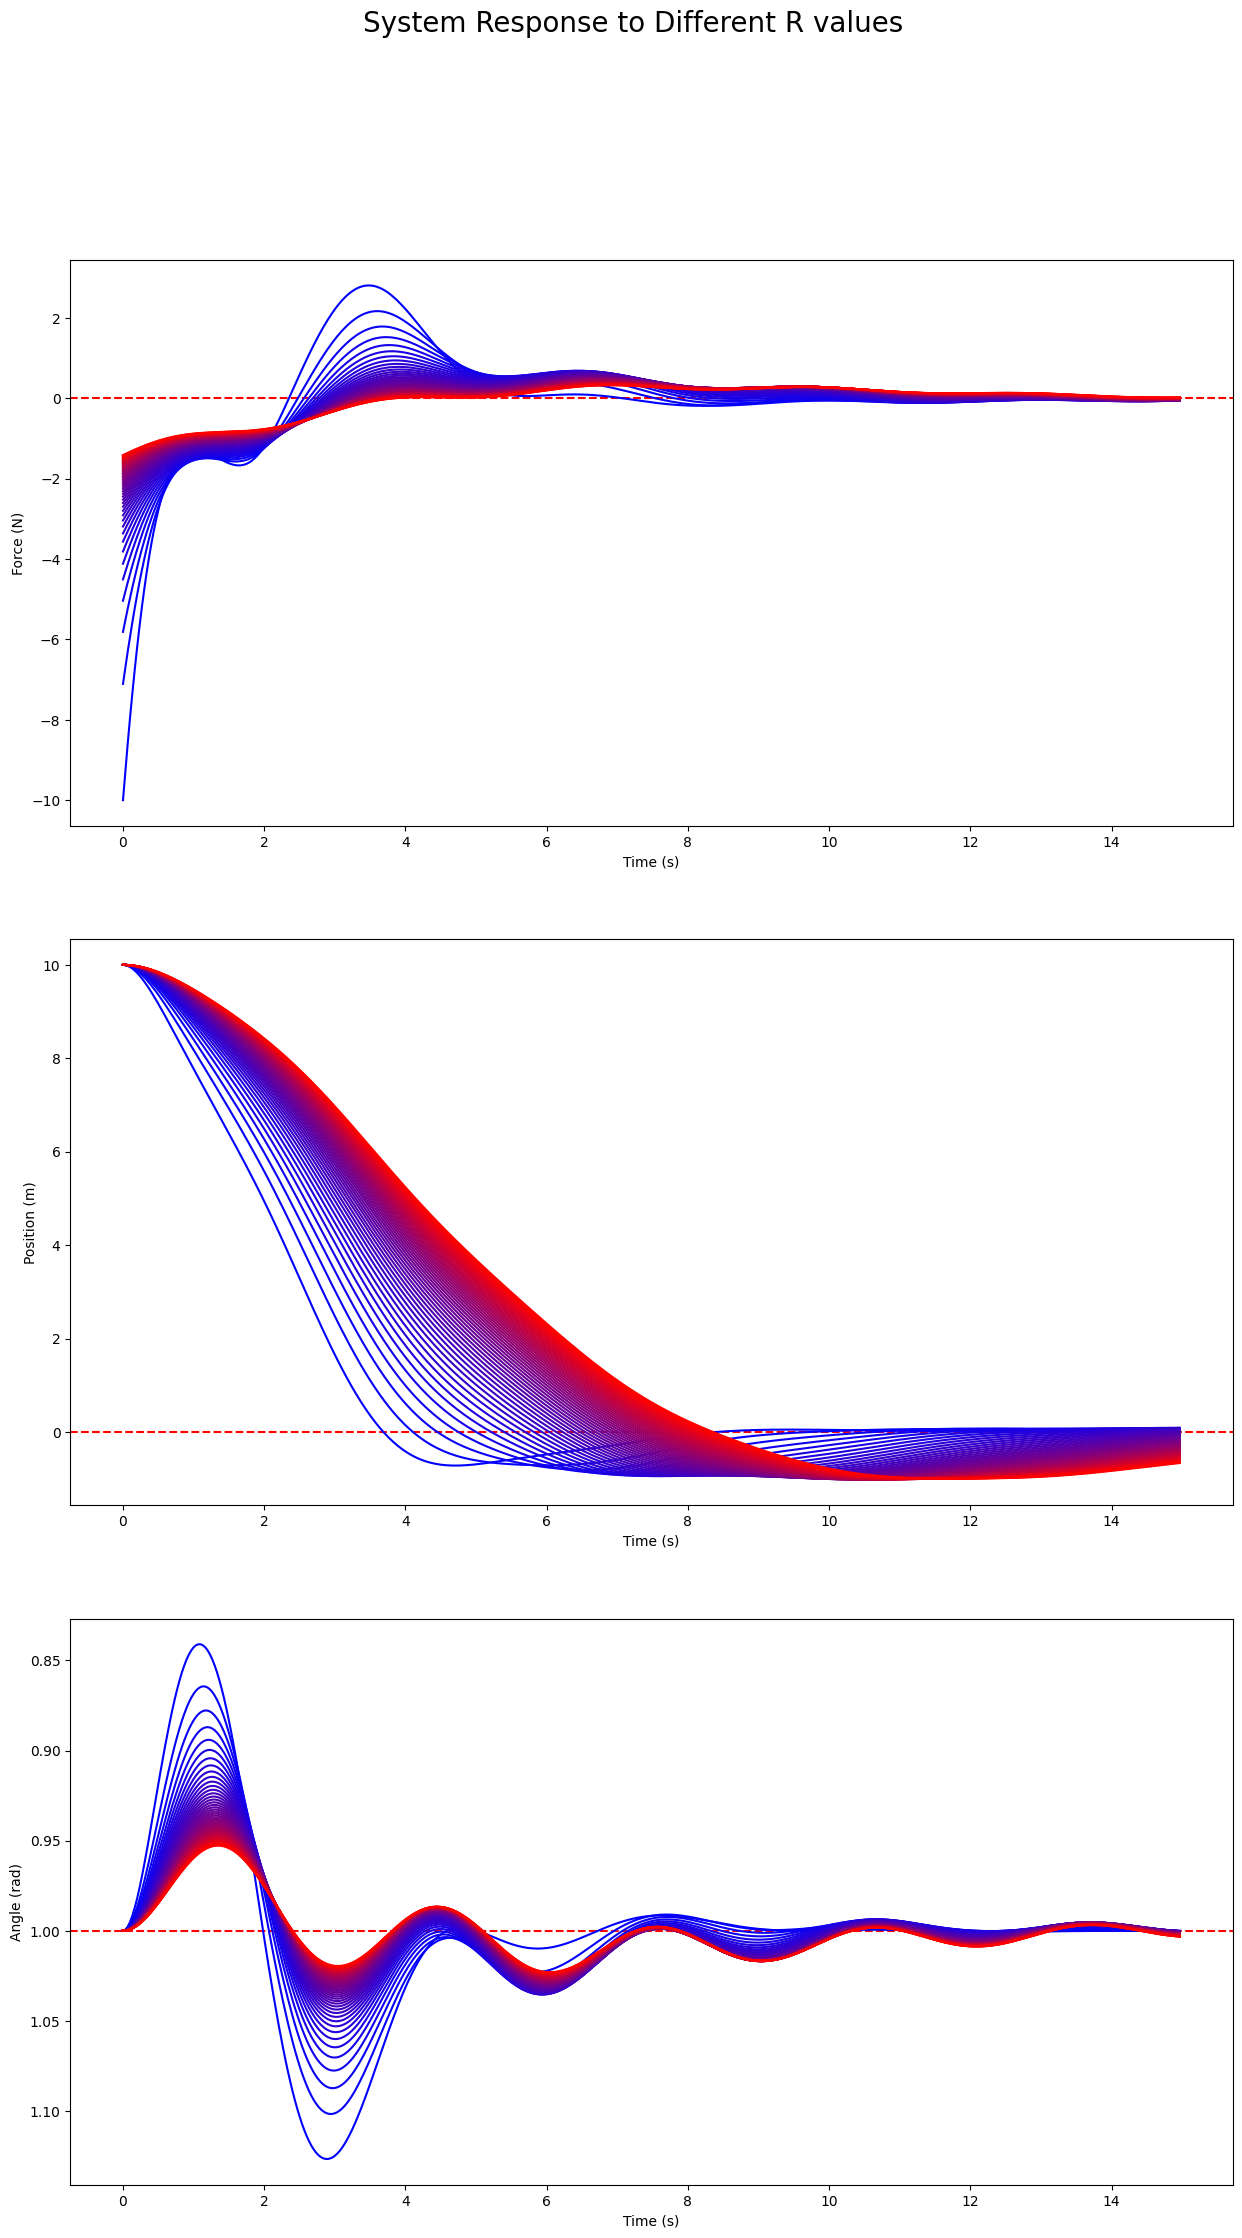 System Response to Different R values
2
0
−2
−4
−6
−8
−10
Force (N)
0 2 4 6 8 10 12 14
Time (s)
10
8
6
4
2
0
Position (m)
0 2 4 6 8 10 12 14
Time (s)
0.85
0.90
0.95
1.00
1.05
1.10
Angle (rad)
0 2 4 6 8 10 12 14
Time (s)